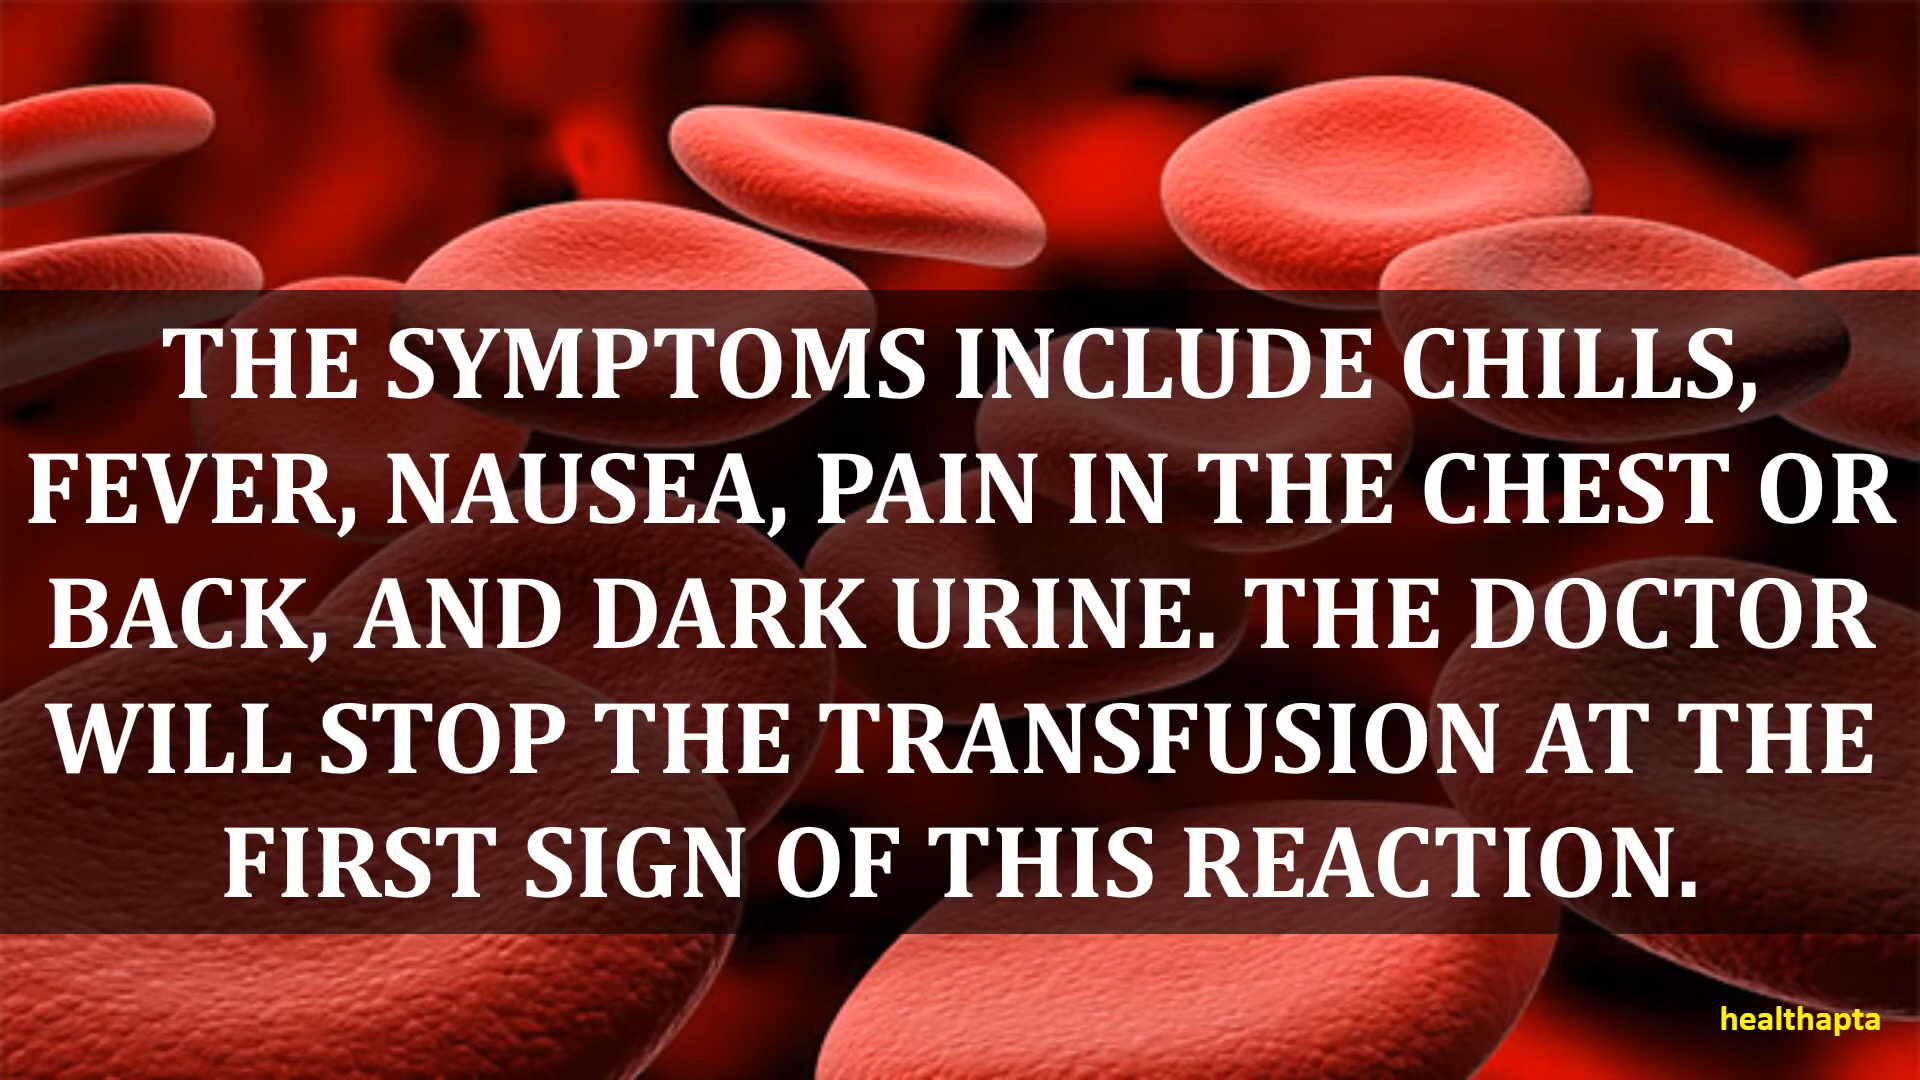 THE SYMPTOMS INCLUDE CHILLS,
FEVER, NAUSEA, PAIN IN THE CHEST OR
BACK, AND DARK URINE. THE DOCTOR
WILL STOP THE TRANSFUSION AT THE
FIRST SIGN OF THIS REACTION.
healthapta